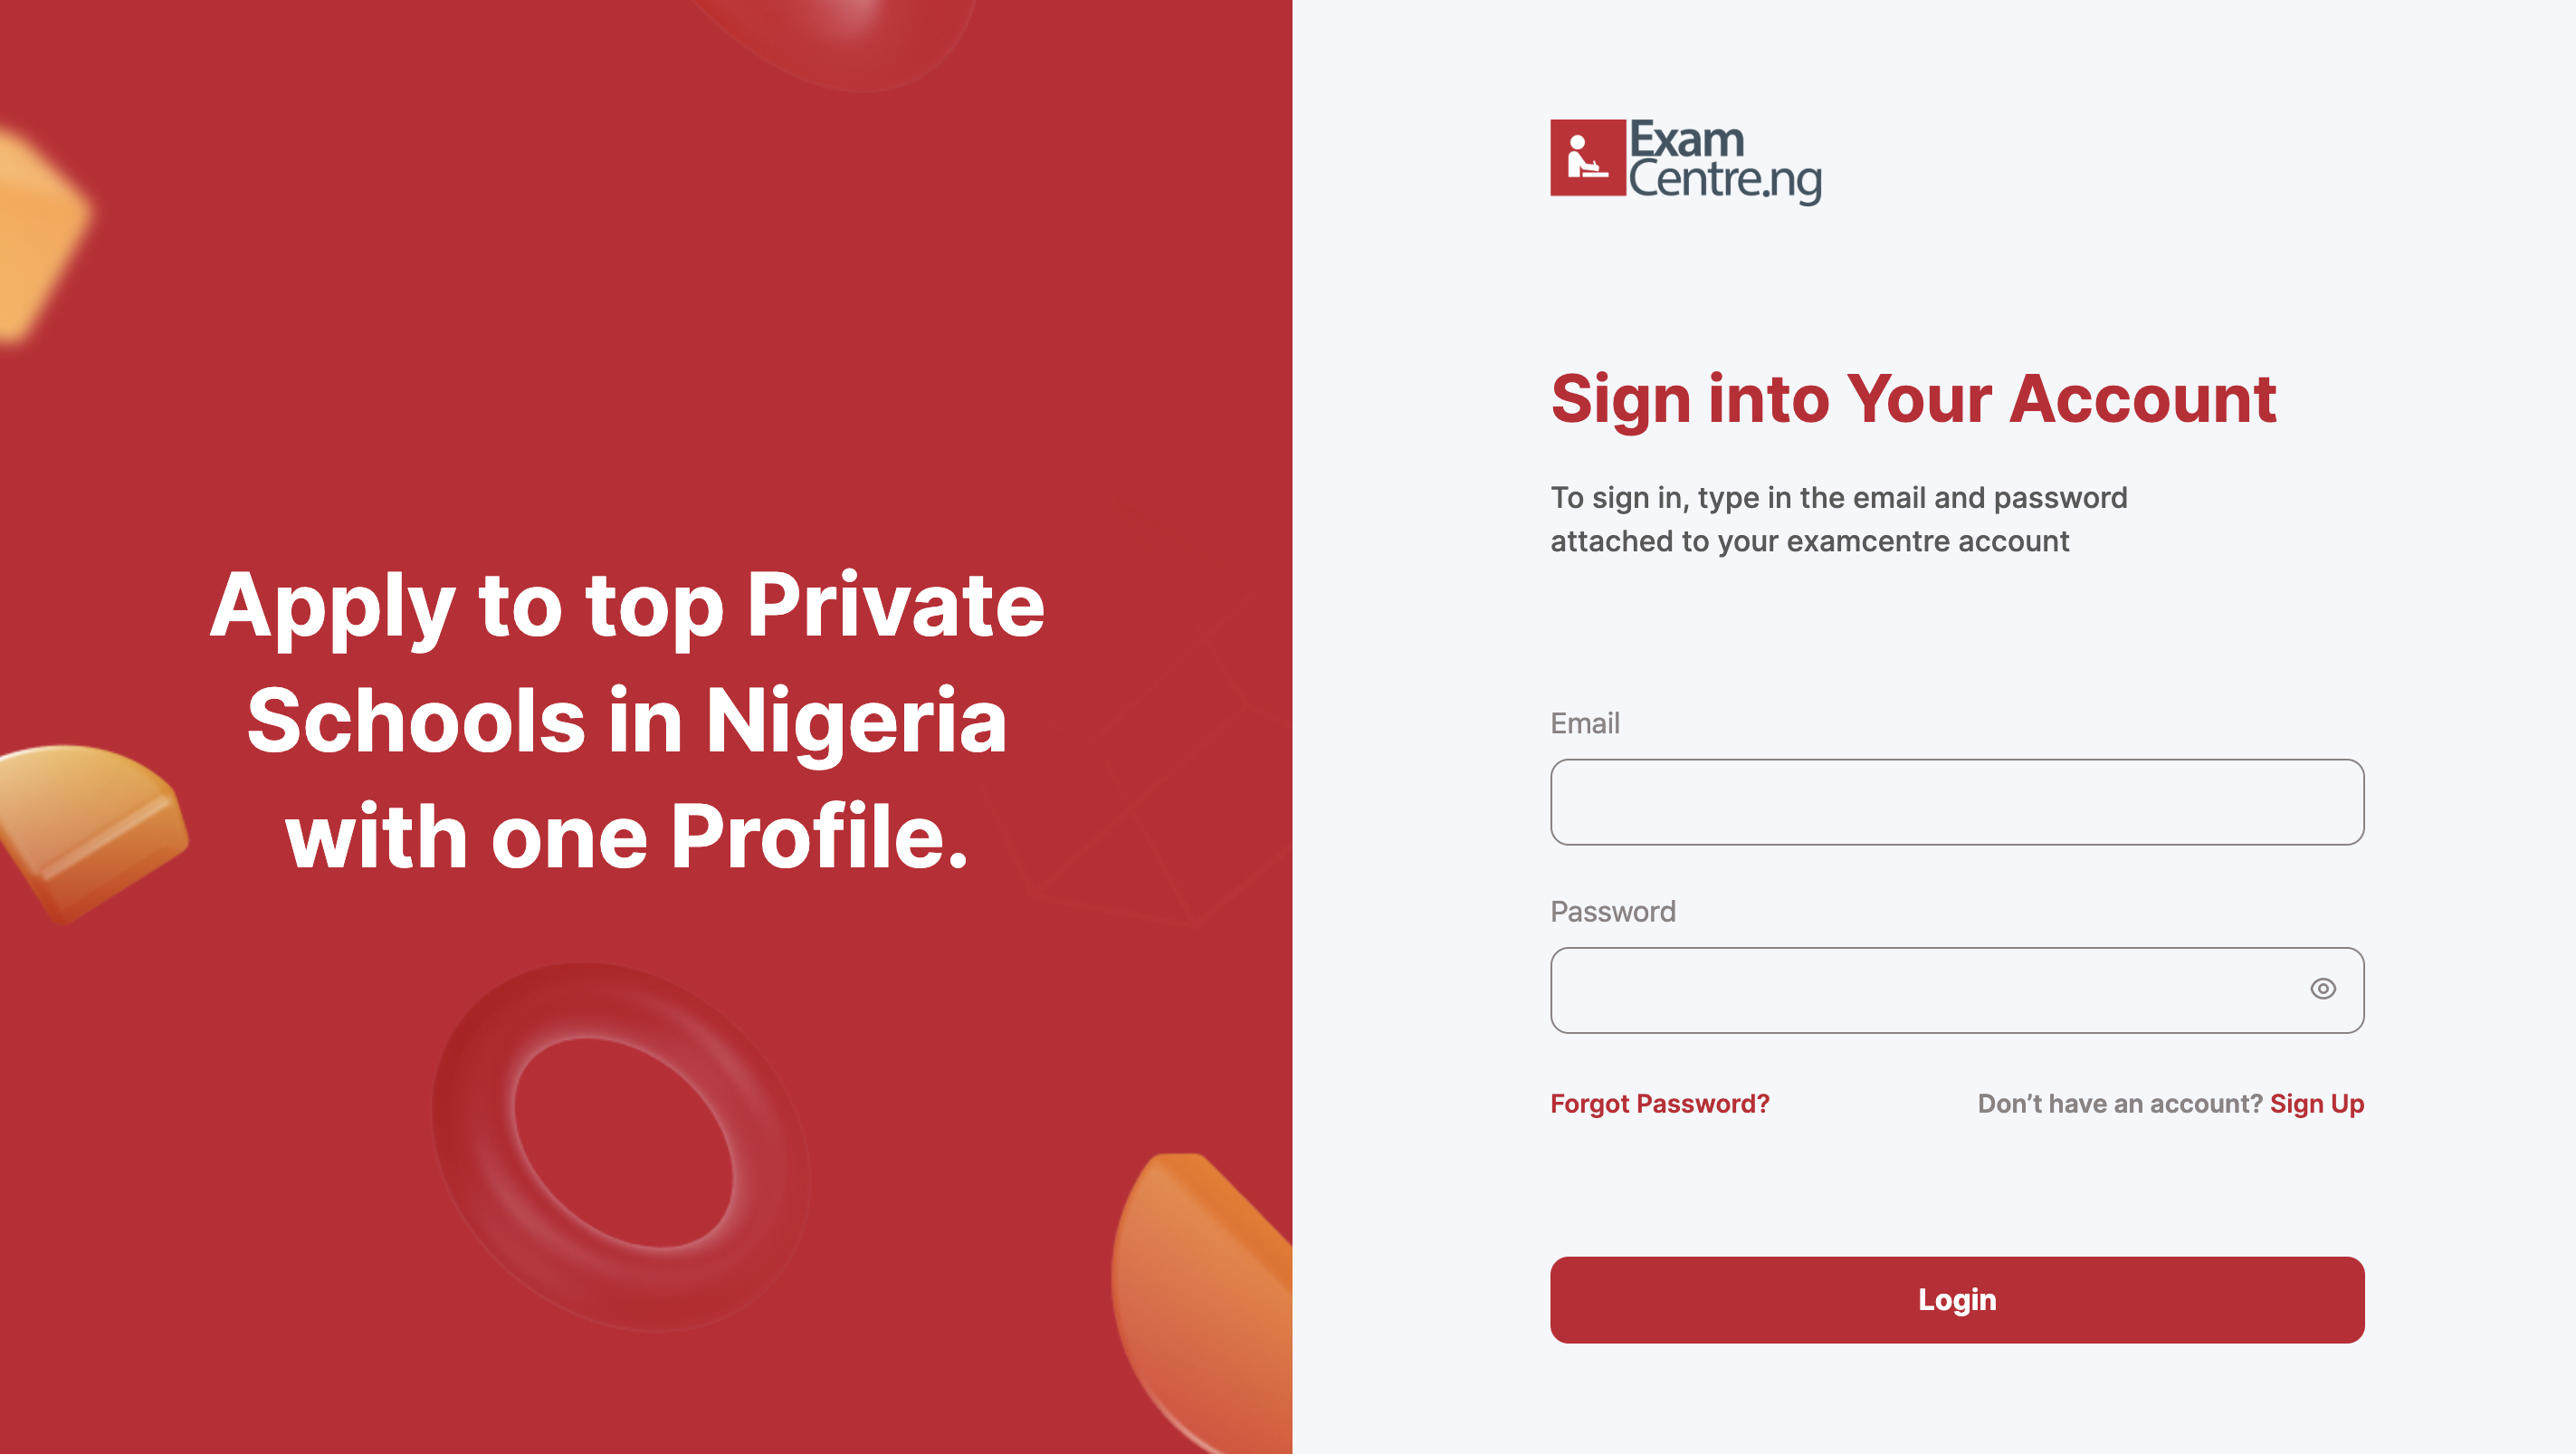 Apply to top Private
Schools in Nigeria
with one Profile.
Exam
Centre.ng
Sign into Your Account
To sign in, type in the email and password
attached to your examcentre account
Email
Password
Forgot Password?
Don’t have an account? Sign Up
Login